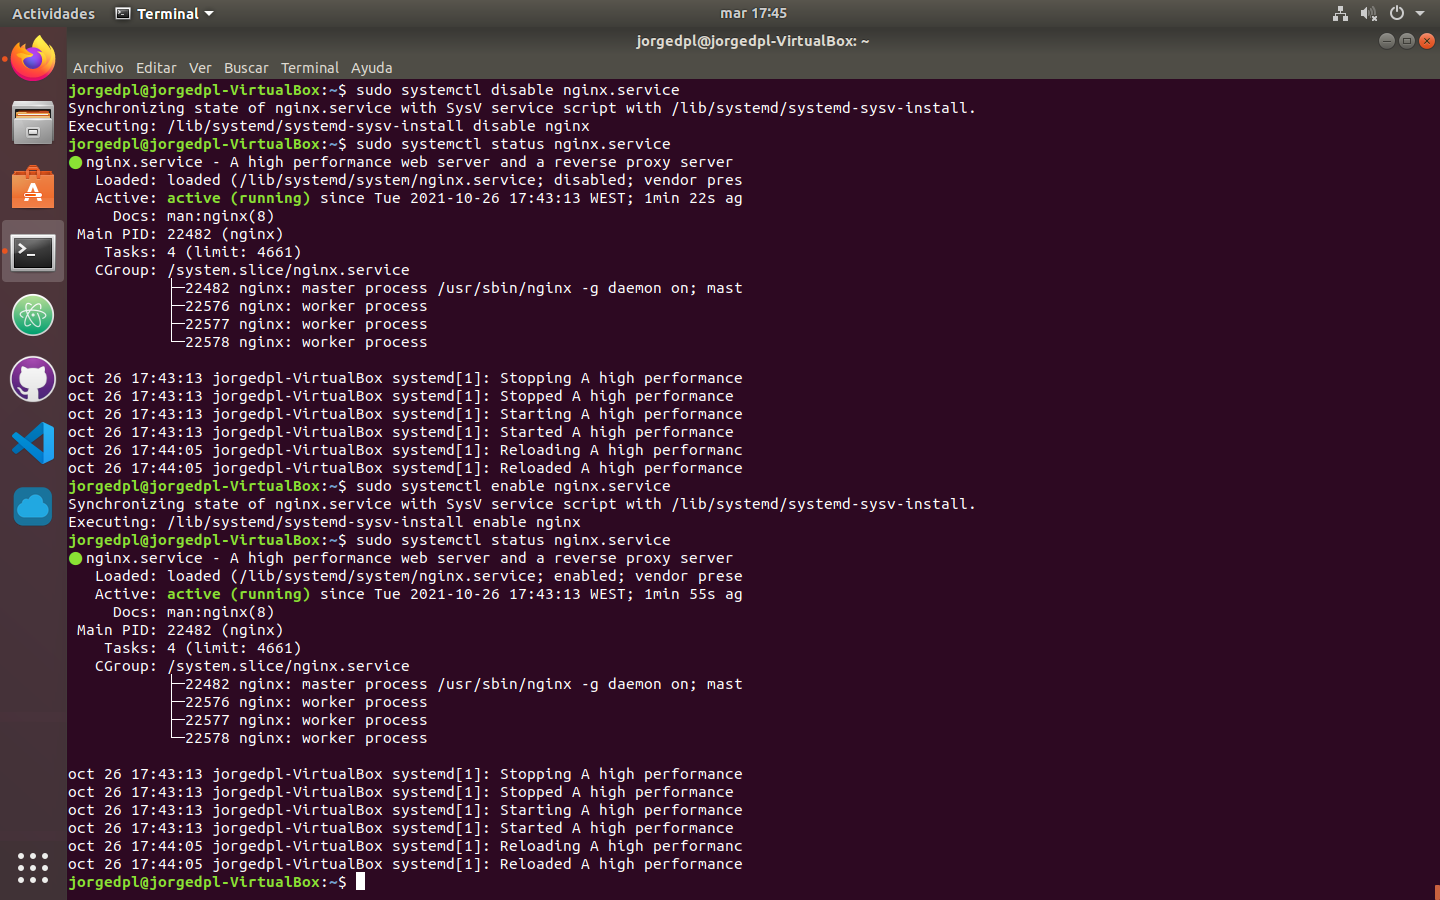 Actividades Terminal mar 17:45
jorgedpl@jorgedpl-VirtualBox: ~
Archivo Editar Ver Buscar Terminal Ayuda
jorgedpl@jorgedpl-VirtualBox:~$ sudo systemctl disable nginx.service
Synchronizing state of nginx.service with SysV service script with /lib/systemd/systemd-sysv-install.
Executing: /lib/systemd/systemd-sysv-install disable nginx
jorgedpl@jorgedpl-VirtualBox:~$ sudo systemctl status nginx.service
● nginx.service - A high performance web server and a reverse proxy server
   Loaded: loaded (/lib/systemd/system/nginx.service; disabled; vendor pres
   Active: active (running) since Tue 2021-10-26 17:43:13 WEST; 1min 22s ag
     Docs: man:nginx(8)
 Main PID: 22482 (nginx)
    Tasks: 4 (limit: 4661)
   CGroup: /system.slice/nginx.service
           ├─22482 nginx: master process /usr/sbin/nginx -g daemon on; mast
           ├─22576 nginx: worker process
           ├─22577 nginx: worker process
           └─22578 nginx: worker process
oct 26 17:43:13 jorgedpl-VirtualBox systemd[1]: Stopping A high performance
oct 26 17:43:13 jorgedpl-VirtualBox systemd[1]: Stopped A high performance
oct 26 17:43:13 jorgedpl-VirtualBox systemd[1]: Starting A high performance
oct 26 17:43:13 jorgedpl-VirtualBox systemd[1]: Started A high performance
oct 26 17:44:05 jorgedpl-VirtualBox systemd[1]: Reloading A high performanc
oct 26 17:44:05 jorgedpl-VirtualBox systemd[1]: Reloaded A high performance
jorgedpl@jorgedpl-VirtualBox:~$ sudo systemctl enable nginx.service
Synchronizing state of nginx.service with SysV service script with /lib/systemd/systemd-sysv-install.
Executing: /lib/systemd/systemd-sysv-install enable nginx
jorgedpl@jorgedpl-VirtualBox:~$ sudo systemctl status nginx.service
● nginx.service - A high performance web server and a reverse proxy server
   Loaded: loaded (/lib/systemd/system/nginx.service; enabled; vendor prese
   Active: active (running) since Tue 2021-10-26 17:43:13 WEST; 1min 55s ag
     Docs: man:nginx(8)
 Main PID: 22482 (nginx)
    Tasks: 4 (limit: 4661)
   CGroup: /system.slice/nginx.service
           ├─22482 nginx: master process /usr/sbin/nginx -g daemon on; mast
           ├─22576 nginx: worker process
           ├─22577 nginx: worker process
           └─22578 nginx: worker process
oct 26 17:43:13 jorgedpl-VirtualBox systemd[1]: Stopping A high performance
oct 26 17:43:13 jorgedpl-VirtualBox systemd[1]: Stopped A high performance
oct 26 17:43:13 jorgedpl-VirtualBox systemd[1]: Starting A high performance
oct 26 17:43:13 jorgedpl-VirtualBox systemd[1]: Started A high performance
oct 26 17:44:05 jorgedpl-VirtualBox systemd[1]: Reloading A high performanc
oct 26 17:44:05 jorgedpl-VirtualBox systemd[1]: Reloaded A high performance
jorgedpl@jorgedpl-VirtualBox:~$